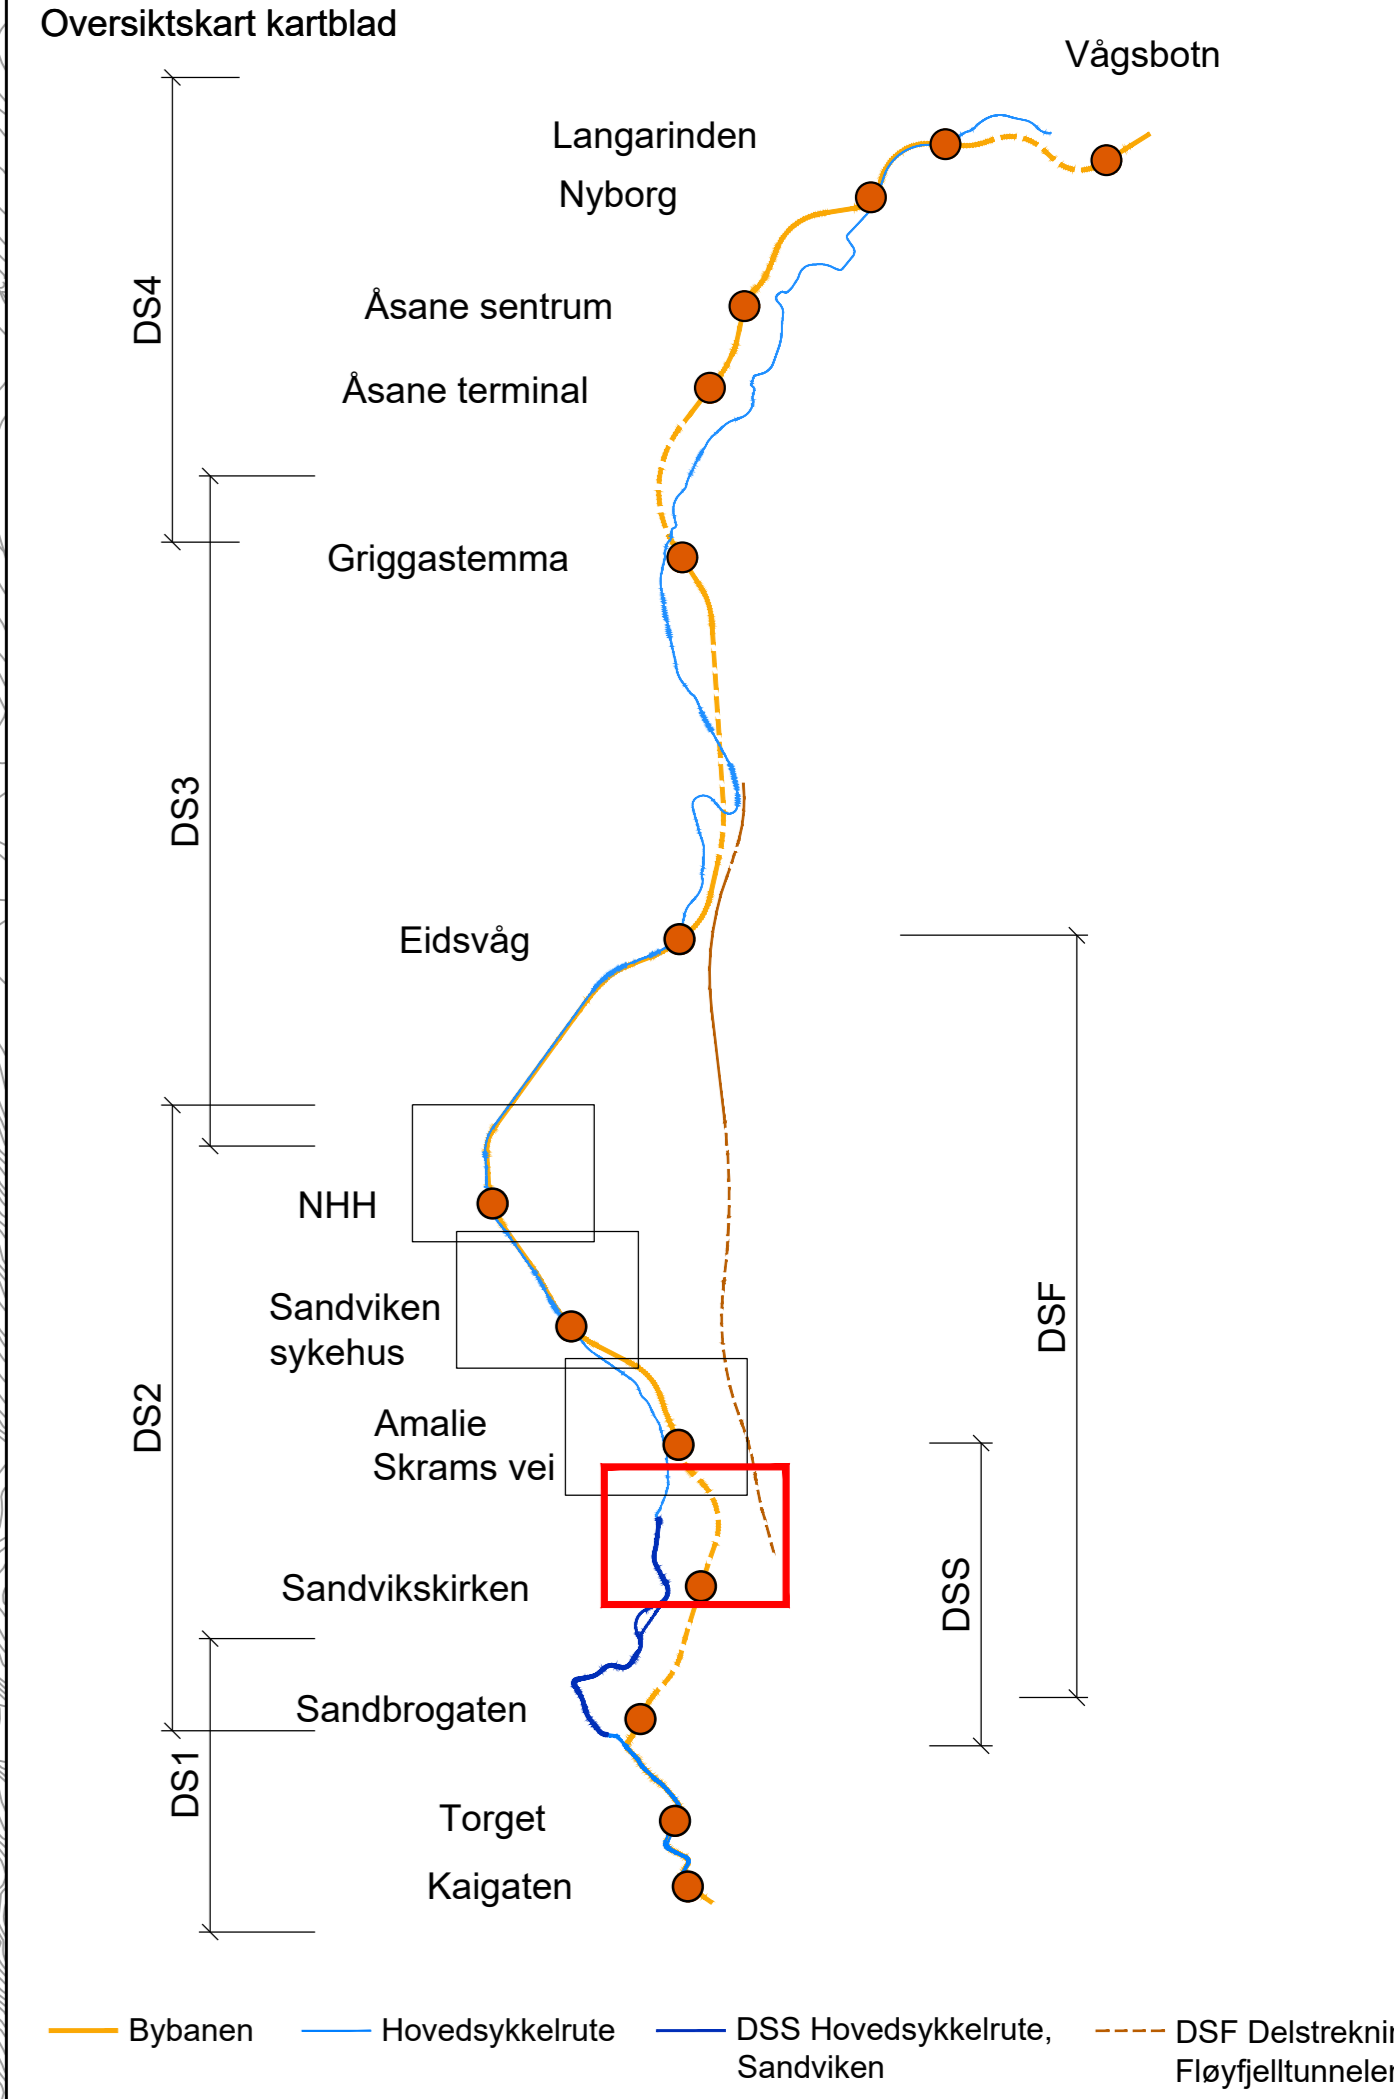 Oversiktskart kartblad
Vågsbotn
Langarinden
Nyborg
DS4
Åsane sentrum
Åsane terminal
Griggastemma
DS3
Eidsvåg
NHH
Sandviken
sykehus
DSF
DS2
Amalie
Skrams vei
Sandvikskirken
DSS
Sandbrogaten
DS1
Torget
Kaigaten
Bybanen
Hovedsykkelrute
DSS Hovedsykkelrute,
Sandviken
DSF